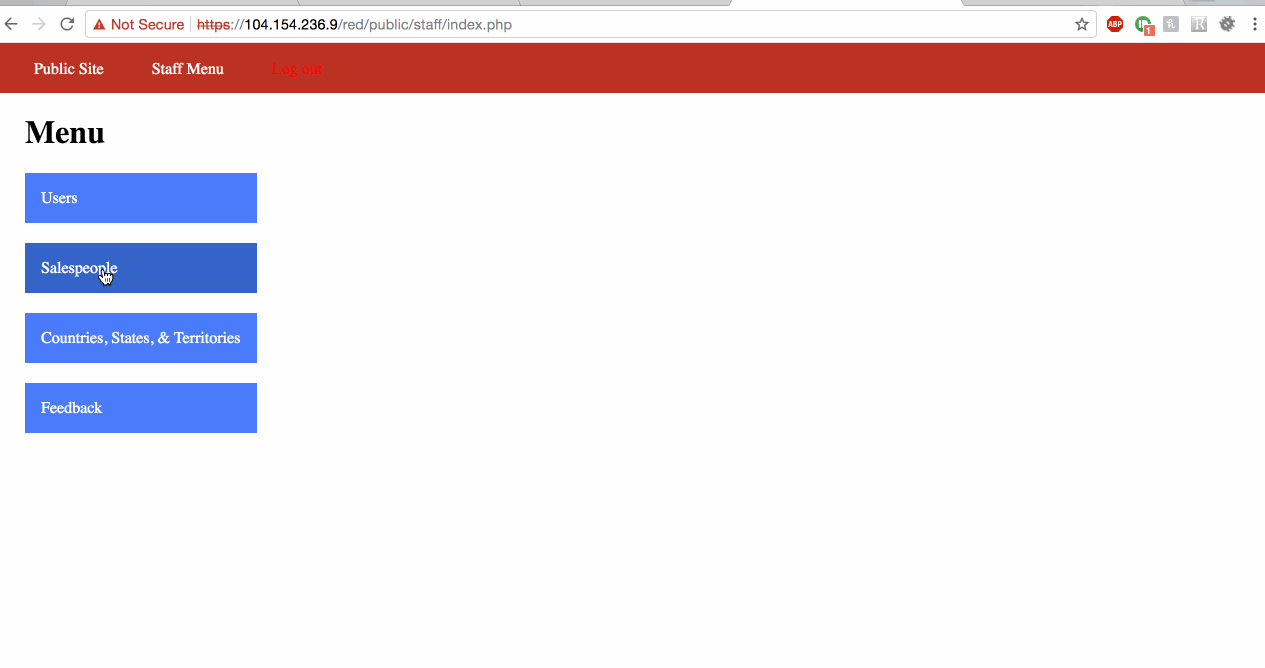 Not Secure https://104.154.236.9/red/public/staff/index.php ABP 1 R
Public Site Staff Menu Log out
Menu
Users
Salespeople
Countries, States, & Territories
Feedback